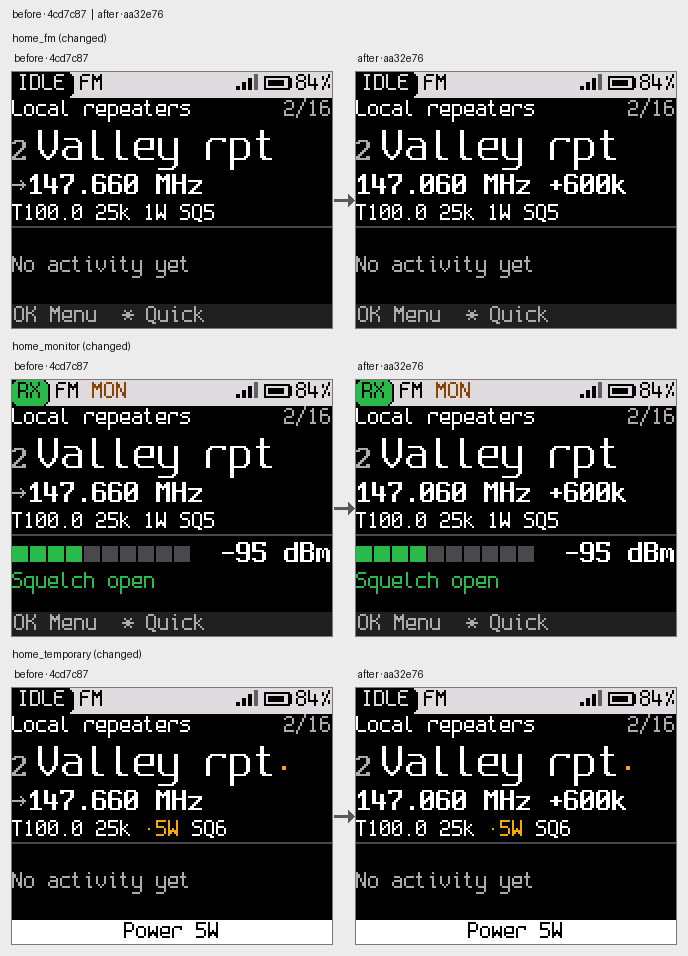 before · 4cd7c87 | after · aa32e76
home_fm (changed)
before · 4cd7c87
IDLE FM 84%
Local repeaters 2/16
2 Valley rpt
→147.660 MHz
T100.0 25k 1W SQ5
No activity yet
OK Menu * Quick
after · aa32e76
IDLE FM 84%
Local repeaters 2/16
2 Valley rpt
147.060 MHz +600k
T100.0 25k 1W SQ5
No activity yet
OK Menu * Quick
home_monitor (changed)
before · 4cd7c87
RX FM MON 84%
Local repeaters 2/16
2 Valley rpt
→147.660 MHz
T100.0 25k 1W SQ5
-95 dBm
Squelch open
OK Menu * Quick
after · aa32e76
RX FM MON 84%
Local repeaters 2/16
2 Valley rpt
147.060 MHz +600k
T100.0 25k 1W SQ5
-95 dBm
Squelch open
OK Menu * Quick
home_temporary (changed)
before · 4cd7c87
IDLE FM 84%
Local repeaters 2/16
2 Valley rpt·
→147.660 MHz
T100.0 25k ·5W SQ6
No activity yet
Power 5W
after · aa32e76
IDLE FM 84%
Local repeaters 2/16
2 Valley rpt·
147.060 MHz +600k
T100.0 25k ·5W SQ6
No activity yet
Power 5W